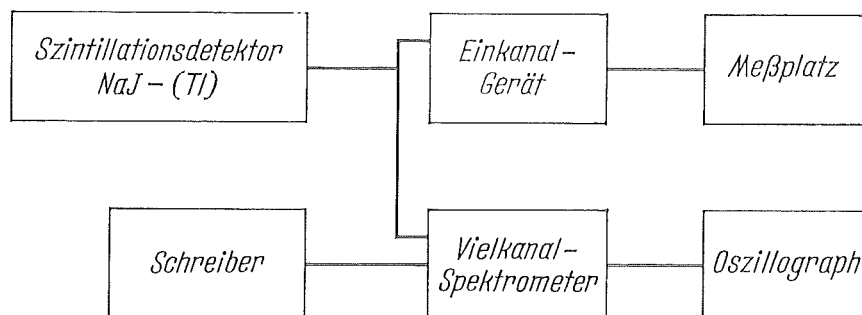 Szintillationsdetektor
NaJ – (Tl)
Einkanal –
Gerät
Meßplatz
Schreiber
Vielkanal –
Spektrometer
Oszillograph